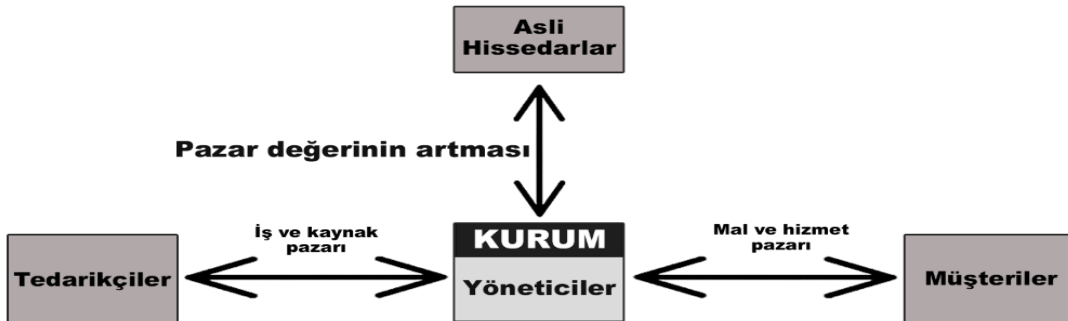 Asli
Hissedarlar
Pazar değerinin artması
İş ve kaynak
pazarı
KURUM
Mal ve hizmet
pazarı
Tedarikçiler
Yöneticiler
Müşteriler